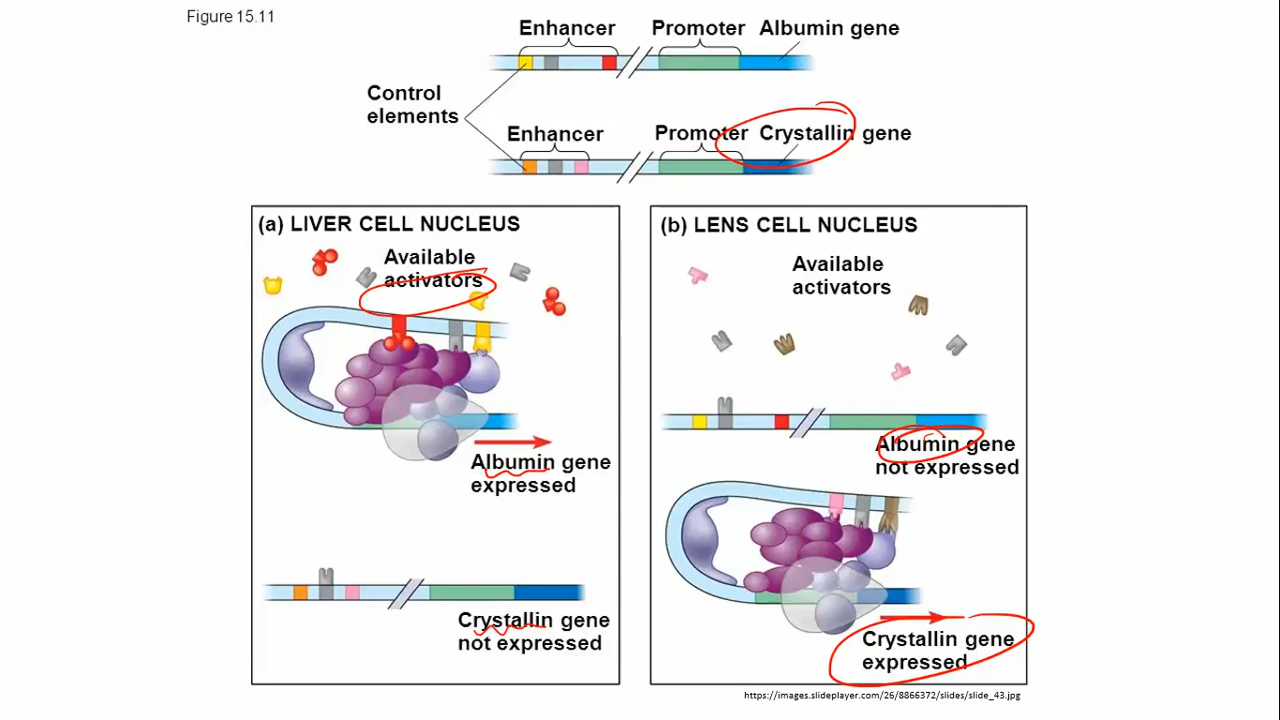 Figure 15.11
Enhancer
Promoter
Albumin gene
Control
elements
Enhancer
Promoter
Crystallin gene
(a) LIVER CELL NUCLEUS
Available
activators
Albumin gene
expressed
Crystallin gene
not expressed
(b) LENS CELL NUCLEUS
Available
activators
Albumin gene
not expressed
Crystallin gene
expressed
https://images.slideplayer.com/26/8866372/slides/slide_43.jpg